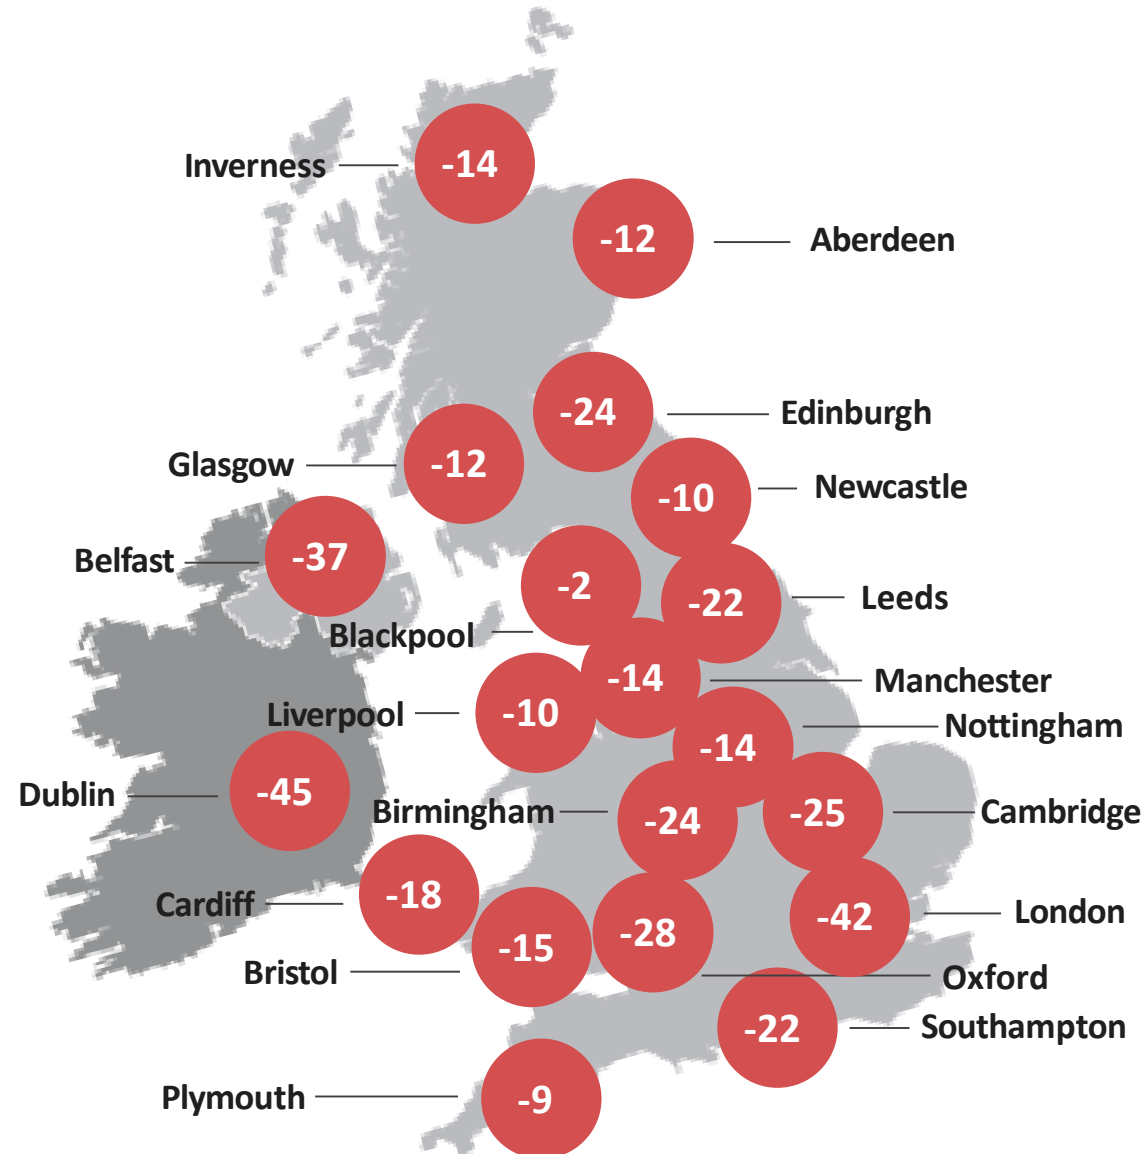 Inverness
-14
-12
Aberdeen
-24
Edinburgh
Glasgow
-12
-10
Newcastle
Belfast
-37
-2
-22
Leeds
Blackpool
-14
Manchester
Liverpool
-10
-14
Nottingham
Dublin
-45
Birmingham
-24
-25
Cambridge
Cardiff
-18
-42
London
Bristol
-15
-28
Oxford
-22
Southampton
Plymouth
-9